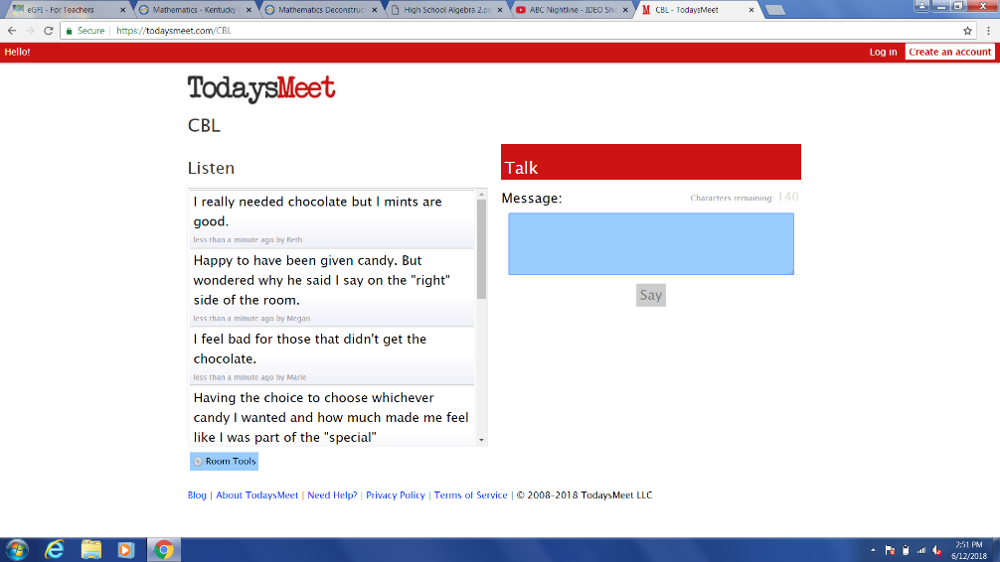 eGFI - For Teachers
Mathematics - Kentucky
Mathematics Deconstruc
High School Algebra 2.p
ABC Nightline - IDEO Sh
CBL - TodaysMeet
Secure | https://todaysmeet.com/CBL
Hello!
Log in
Create an account
TodaysMeet
CBL
Listen
Talk
I really needed chocolate but I mints are
good.
less than a minute ago by Beth
Happy to have been given candy. But
wondered why he said I say on the "right"
side of the room.
less than a minute ago by Megan
I feel bad for those that didn't get the
chocolate.
less than a minute ago by Marie
Having the choice to choose whichever
candy I wanted and how much made me feel
like I was part of the "special"
Message:
Characters remaining: 140
Say
Room Tools
Blog | About TodaysMeet | Need Help? | Privacy Policy | Terms of Service | © 2008-2018 TodaysMeet LLC
2:51 PM
6/12/2018